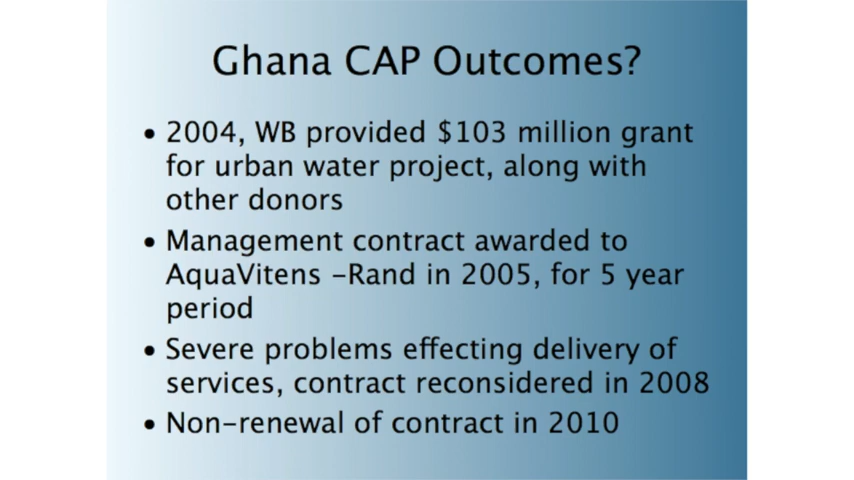 Ghana CAP Outcomes?
• 2004, WB provided $103 million grant
for urban water project, along with
other donors
• Management contract awarded to
AquaVitens –Rand in 2005, for 5 year
period
• Severe problems effecting delivery of
services, contract reconsidered in 2008
• Non-renewal of contract in 2010